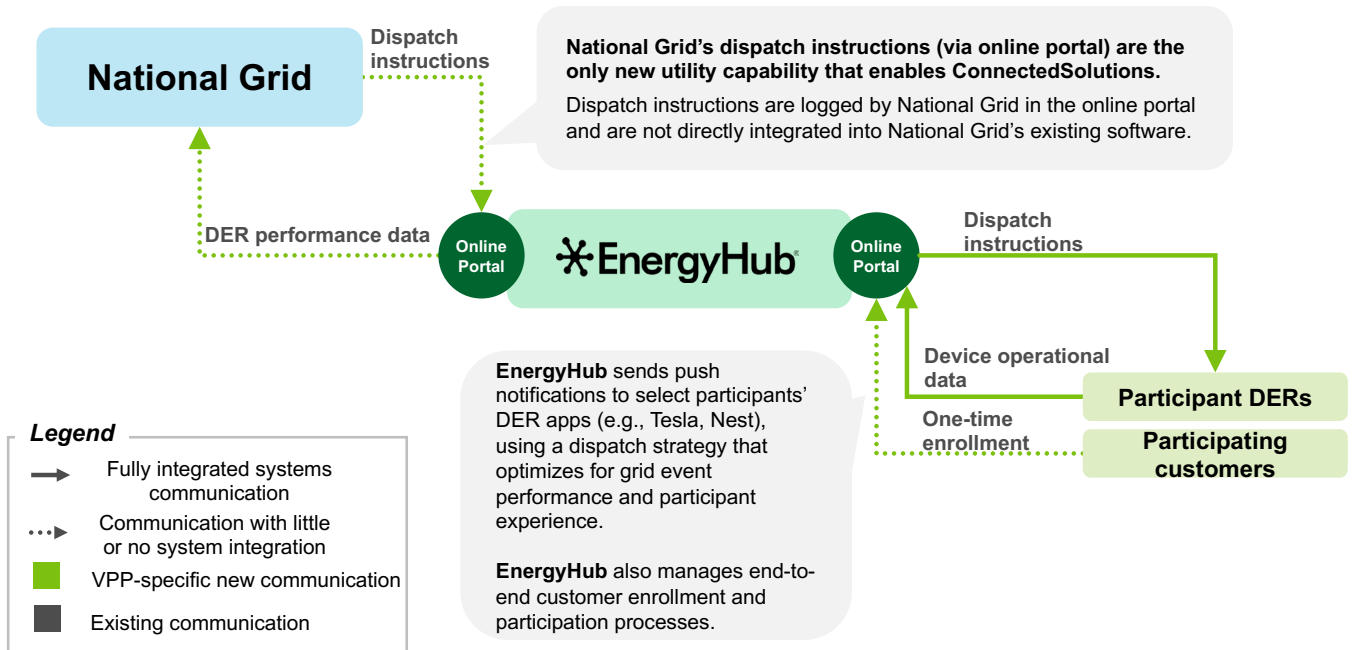 National Grid
Dispatch
instructions
National Grid’s dispatch instructions (via online portal) are the
only new utility capability that enables ConnectedSolutions.
Dispatch instructions are logged by National Grid in the online portal
and are not directly integrated into National Grid’s existing software.
DER performance data
Online
Portal
EnergyHub
Online
Portal
Dispatch
instructions
Device operational
data
One-time
enrollment
Participant DERs
Participating
customers
EnergyHub sends push
notifications to select participants’
DER apps (e.g., Tesla, Nest),
using a dispatch strategy that
optimizes for grid event
performance and participant
experience.
EnergyHub also manages end-to-
end customer enrollment and
participation processes.
Legend
Fully integrated systems
communication
Communication with little
or no system integration
VPP-specific new communication
Existing communication